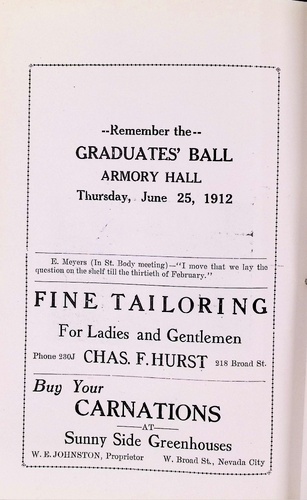 --Remember the--
GRADUATES' BALL
ARMORY HALL
Thursday, June 25, 1912
E. Meyers (In St. Body meeting)—"I move that we lay the
question on the shelf till the thirtieth of February."
FINE TAILORING
For Ladies and Gentlemen
Phone 230J CHAS. F. HURST 218 Broad St.
Buy Your
CARNATIONS
—AT—
Sunny Side Greenhouses
W. E. JOHNSTON, Proprietor W. Broad St., Nevada City